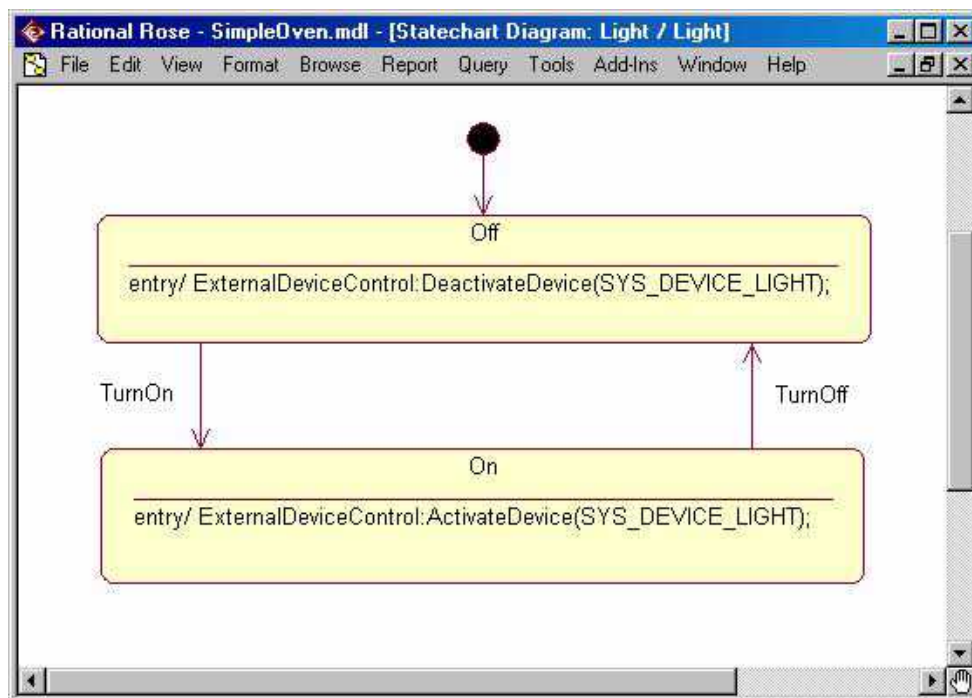 Rational Rose - SimpleOven.mdl - [Statechart Diagram: Light / Light]
File Edit View Format Browse Report Query Tools Add-Ins Window Help
Off
entry/ ExternalDeviceControl:DeactivateDevice(SYS_DEVICE_LIGHT);
TurnOn
TurnOff
On
entry/ ExternalDeviceControl:ActivateDevice(SYS_DEVICE_LIGHT);